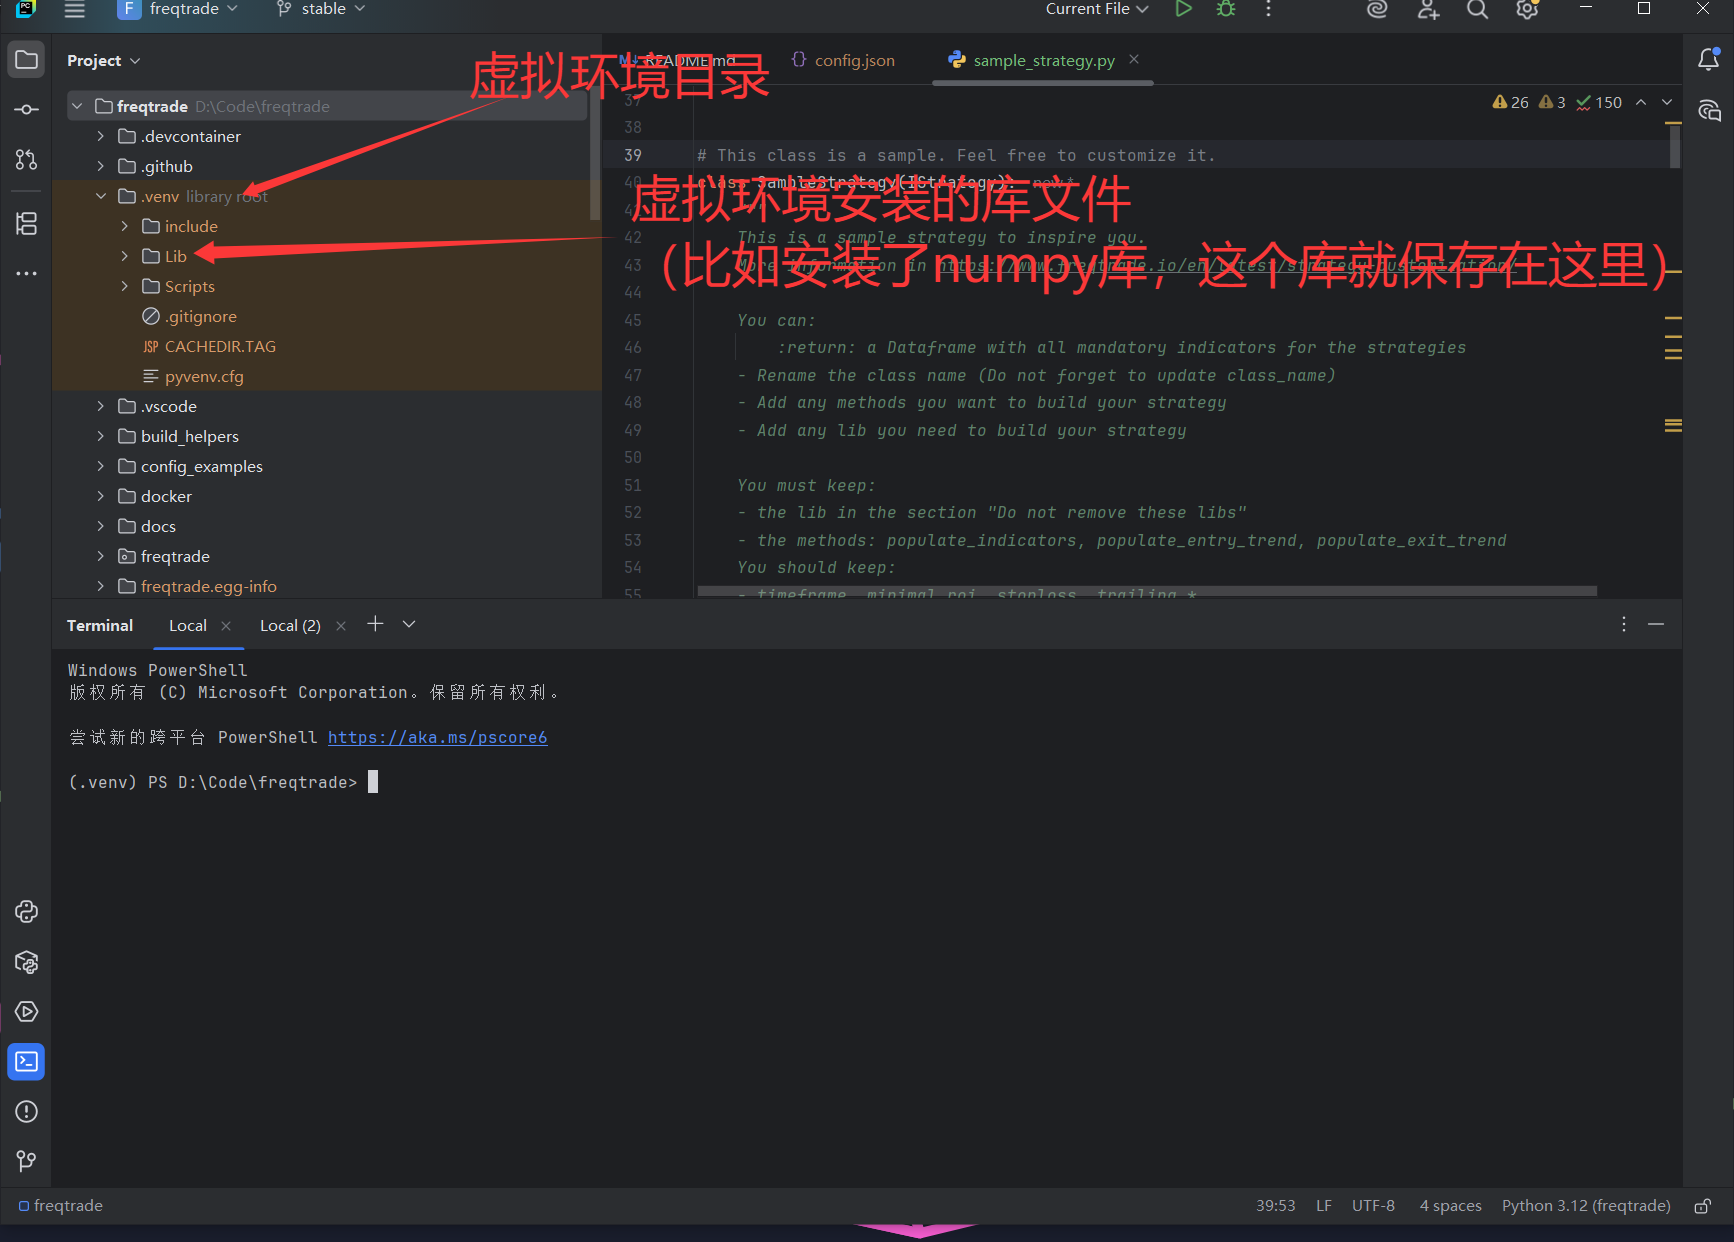 freqtrade
stable
Current File
Project
README.md
config.json
sample_strategy.py
虚拟环境目录
freqtrade D:\Code\freqtrade
.devcontainer
.github
.venv library root
include
Lib
Scripts
.gitignore
CACHEDIR.TAG
pyvenv.cfg
.vscode
build_helpers
config_examples
docker
docs
freqtrade
freqtrade.egg-info
26 3 150
37
38
39 # This class is a sample. Feel free to customize it.
40 class SampleStrategy(IStrategy): new *
虚拟环境安装的库文件
41 """
42 This is a sample strategy to inspire you.
43 More information in https://www.freqtrade.io/en/latest/strategy-customization/
（比如安装了numpy库，这个库就保存在这里）
44
45 You can:
46 :return: a Dataframe with all mandatory indicators for the strategies
47 - Rename the class name (Do not forget to update class_name)
48 - Add any methods you want to build your strategy
49 - Add any lib you need to build your strategy
50
51 You must keep:
52 - the lib in the section "Do not remove these libs"
53 - the methods: populate_indicators, populate_entry_trend, populate_exit_trend
54 You should keep:
55 - timeframe, minimal_roi, stoploss, trailing_*
Terminal Local Local (2)
Windows PowerShell
版权所有 (C) Microsoft Corporation。保留所有权利。
尝试新的跨平台 PowerShell https://aka.ms/pscore6
(.venv) PS D:\Code\freqtrade>
freqtrade
39:53 LF UTF-8 4 spaces Python 3.12 (freqtrade)